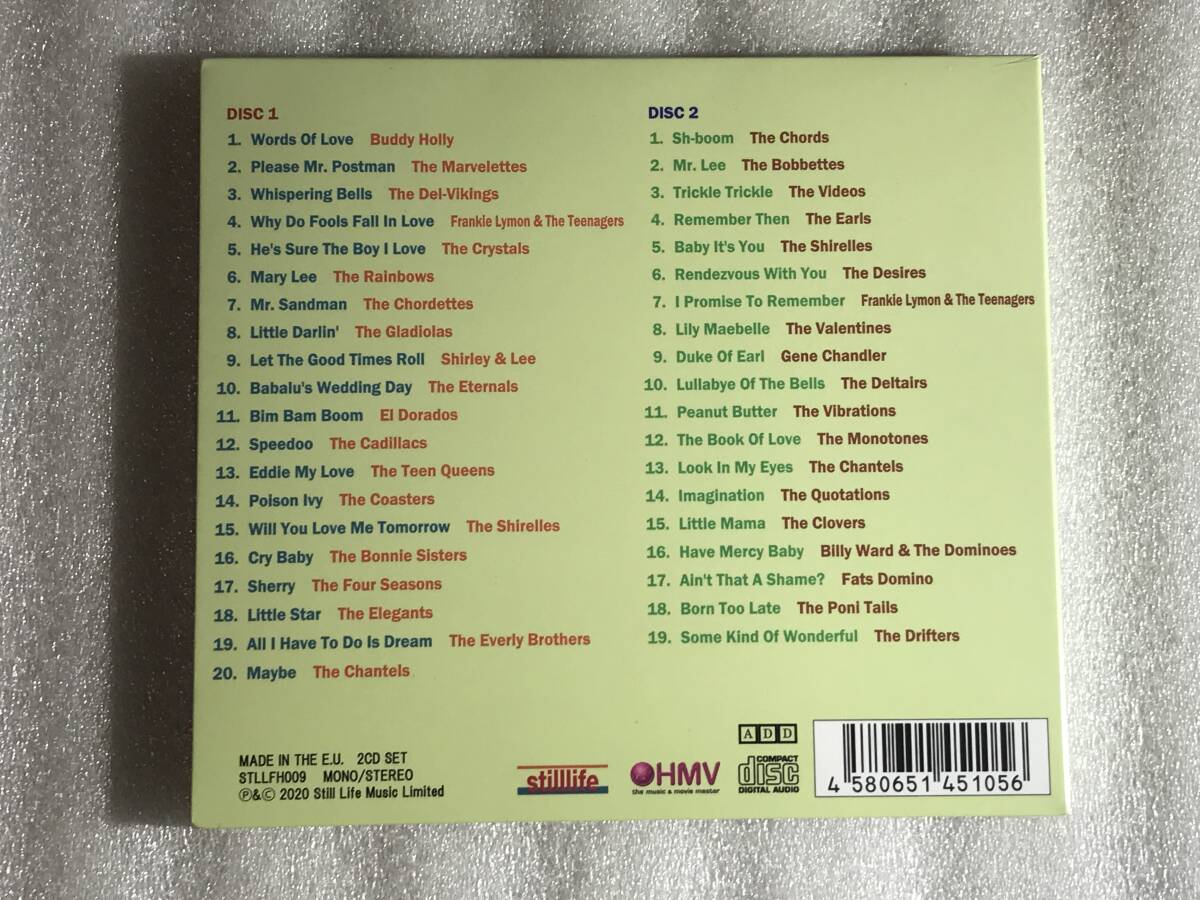 DISC 1
1. Words Of Love Buddy Holly
2. Please Mr. Postman The Marvelettes
3. Whispering Bells The Del-Vikings
4. Why Do Fools Fall In Love Frankie Lymon & The Teenagers
5. He's Sure The Boy I Love The Crystals
6. Mary Lee The Rainbows
7. Mr. Sandman The Chordettes
8. Little Darlin' The Gladiolas
9. Let The Good Times Roll Shirley & Lee
10. Babalu's Wedding Day The Eternals
11. Bim Bam Boom El Dorados
12. Speedoo The Cadillacs
13. Eddie My Love The Teen Queens
14. Poison Ivy The Coasters
15. Will You Love Me Tomorrow The Shirelles
16. Cry Baby The Bonnie Sisters
17. Sherry The Four Seasons
18. Little Star The Elegants
19. All I Have To Do Is Dream The Everly Brothers
20. Maybe The Chantels
DISC 2
1. Sh-boom The Chords
2. Mr. Lee The Bobbettes
3. Trickle Trickle The Videos
4. Remember Then The Earls
5. Baby It's You The Shirelles
6. Rendezvous With You The Desires
7. I Promise To Remember Frankie Lymon & The Teenagers
8. Lily Maebelle The Valentines
9. Duke Of Earl Gene Chandler
10. Lullabye Of The Bells The Deltairs
11. Peanut Butter The Vibrations
12. The Book Of Love The Monotones
13. Look In My Eyes The Chantels
14. Imagination The Quotations
15. Little Mama The Clovers
16. Have Mercy Baby Billy Ward & The Dominoes
17. Ain't That A Shame? Fats Domino
18. Born Too Late The Poni Tails
19. Some Kind Of Wonderful The Drifters
MADE IN THE E.U. 2CD SET
STLLFH009 MONO/STEREO
℗&© 2020 Still Life Music Limited
stilllife
HMV
the music & movie master
A D D
COMPACT
disc
DIGITAL AUDIO
4 580651 451056